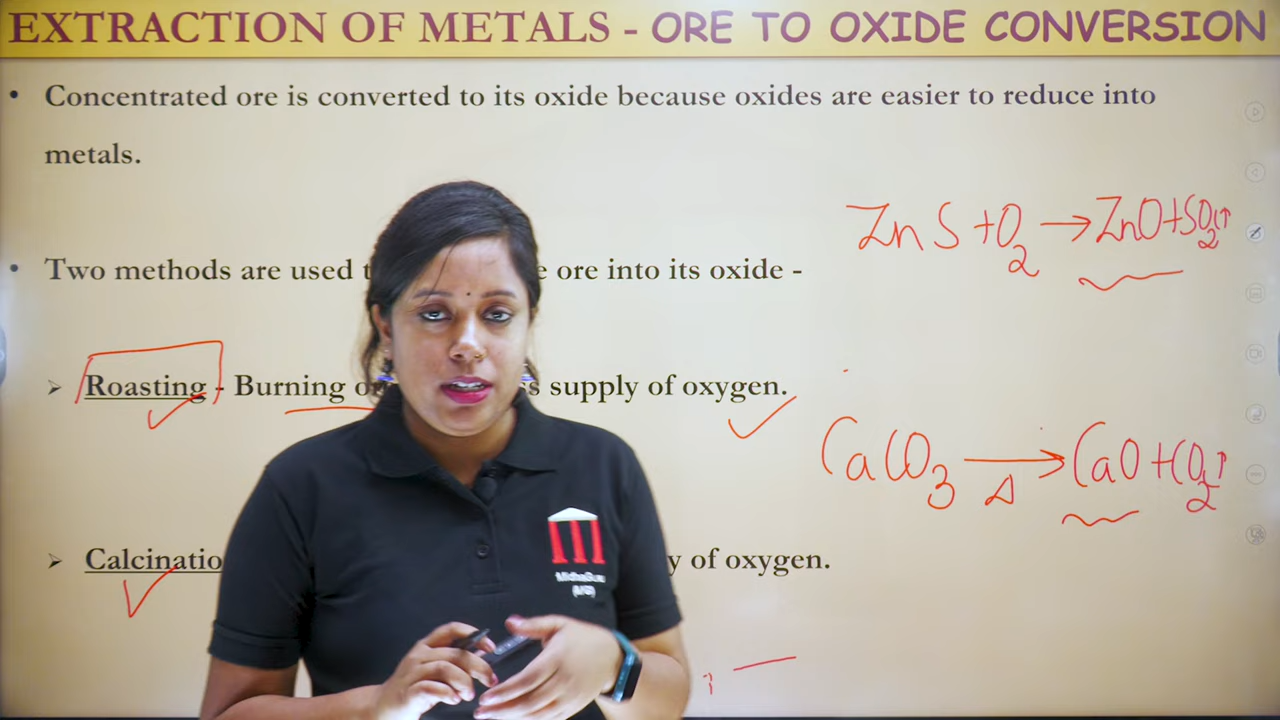 EXTRACTION OF METALS - ORE TO OXIDE CONVERSION
• Concentrated ore is converted to its oxide because oxides are easier to reduce into
metals.
ZnS + O2 → ZnO + SO2↑
• Two methods are used ore into its oxide -
➢ Roasting - Burning supply of oxygen.
CaCO3 →Δ CaO + CO2↑
➢ Calcinatio of oxygen.
MidhaGuru
(MG)